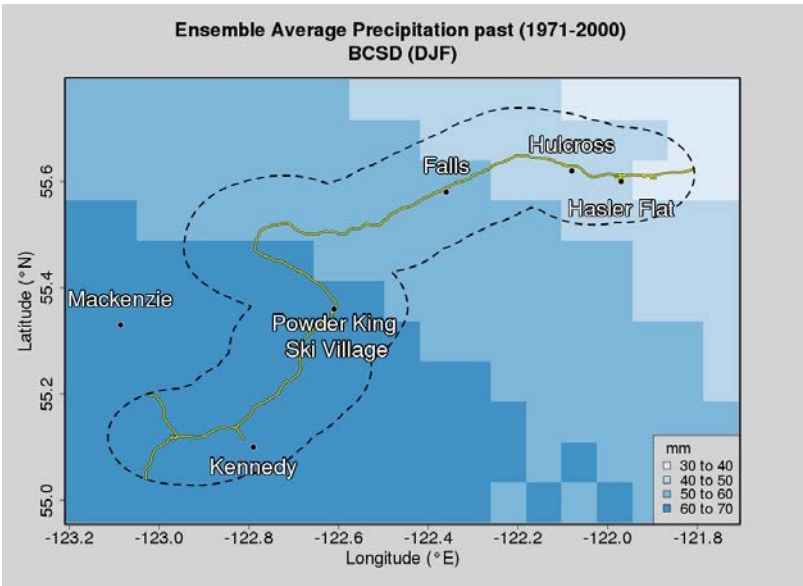 Ensemble Average Precipitation past (1971-2000)
BCSD (DJF)
Hulcross
Falls
Hasler Flat
Mackenzie
Powder King
Ski Village
Kennedy
Latitude (°N)
55.6
55.4
55.2
55.0
mm
30 to 40
40 to 50
50 to 60
60 to 70
-123.2 -123.0 -122.8 -122.6 -122.4 -122.2 -122.0 -121.8
Longitude (°E)